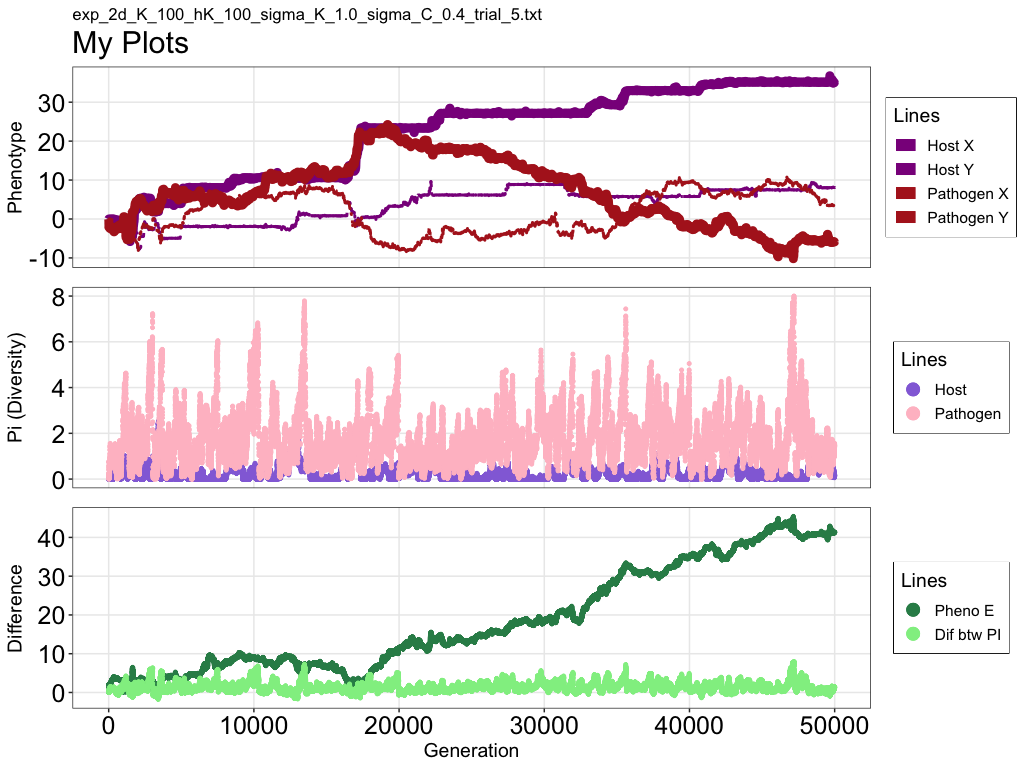 exp_2d_K_100_hK_100_sigma_K_1.0_sigma_C_0.4_trial_5.txt
My Plots
Phenotype
30
20
10
0
-10
Lines
Host X
Host Y
Pathogen X
Pathogen Y
Pi (Diversity)
8
6
4
2
0
Lines
Host
Pathogen
Difference
40
30
20
10
0
Lines
Pheno E
Dif btw PI
0 10000 20000 30000 40000 50000
Generation